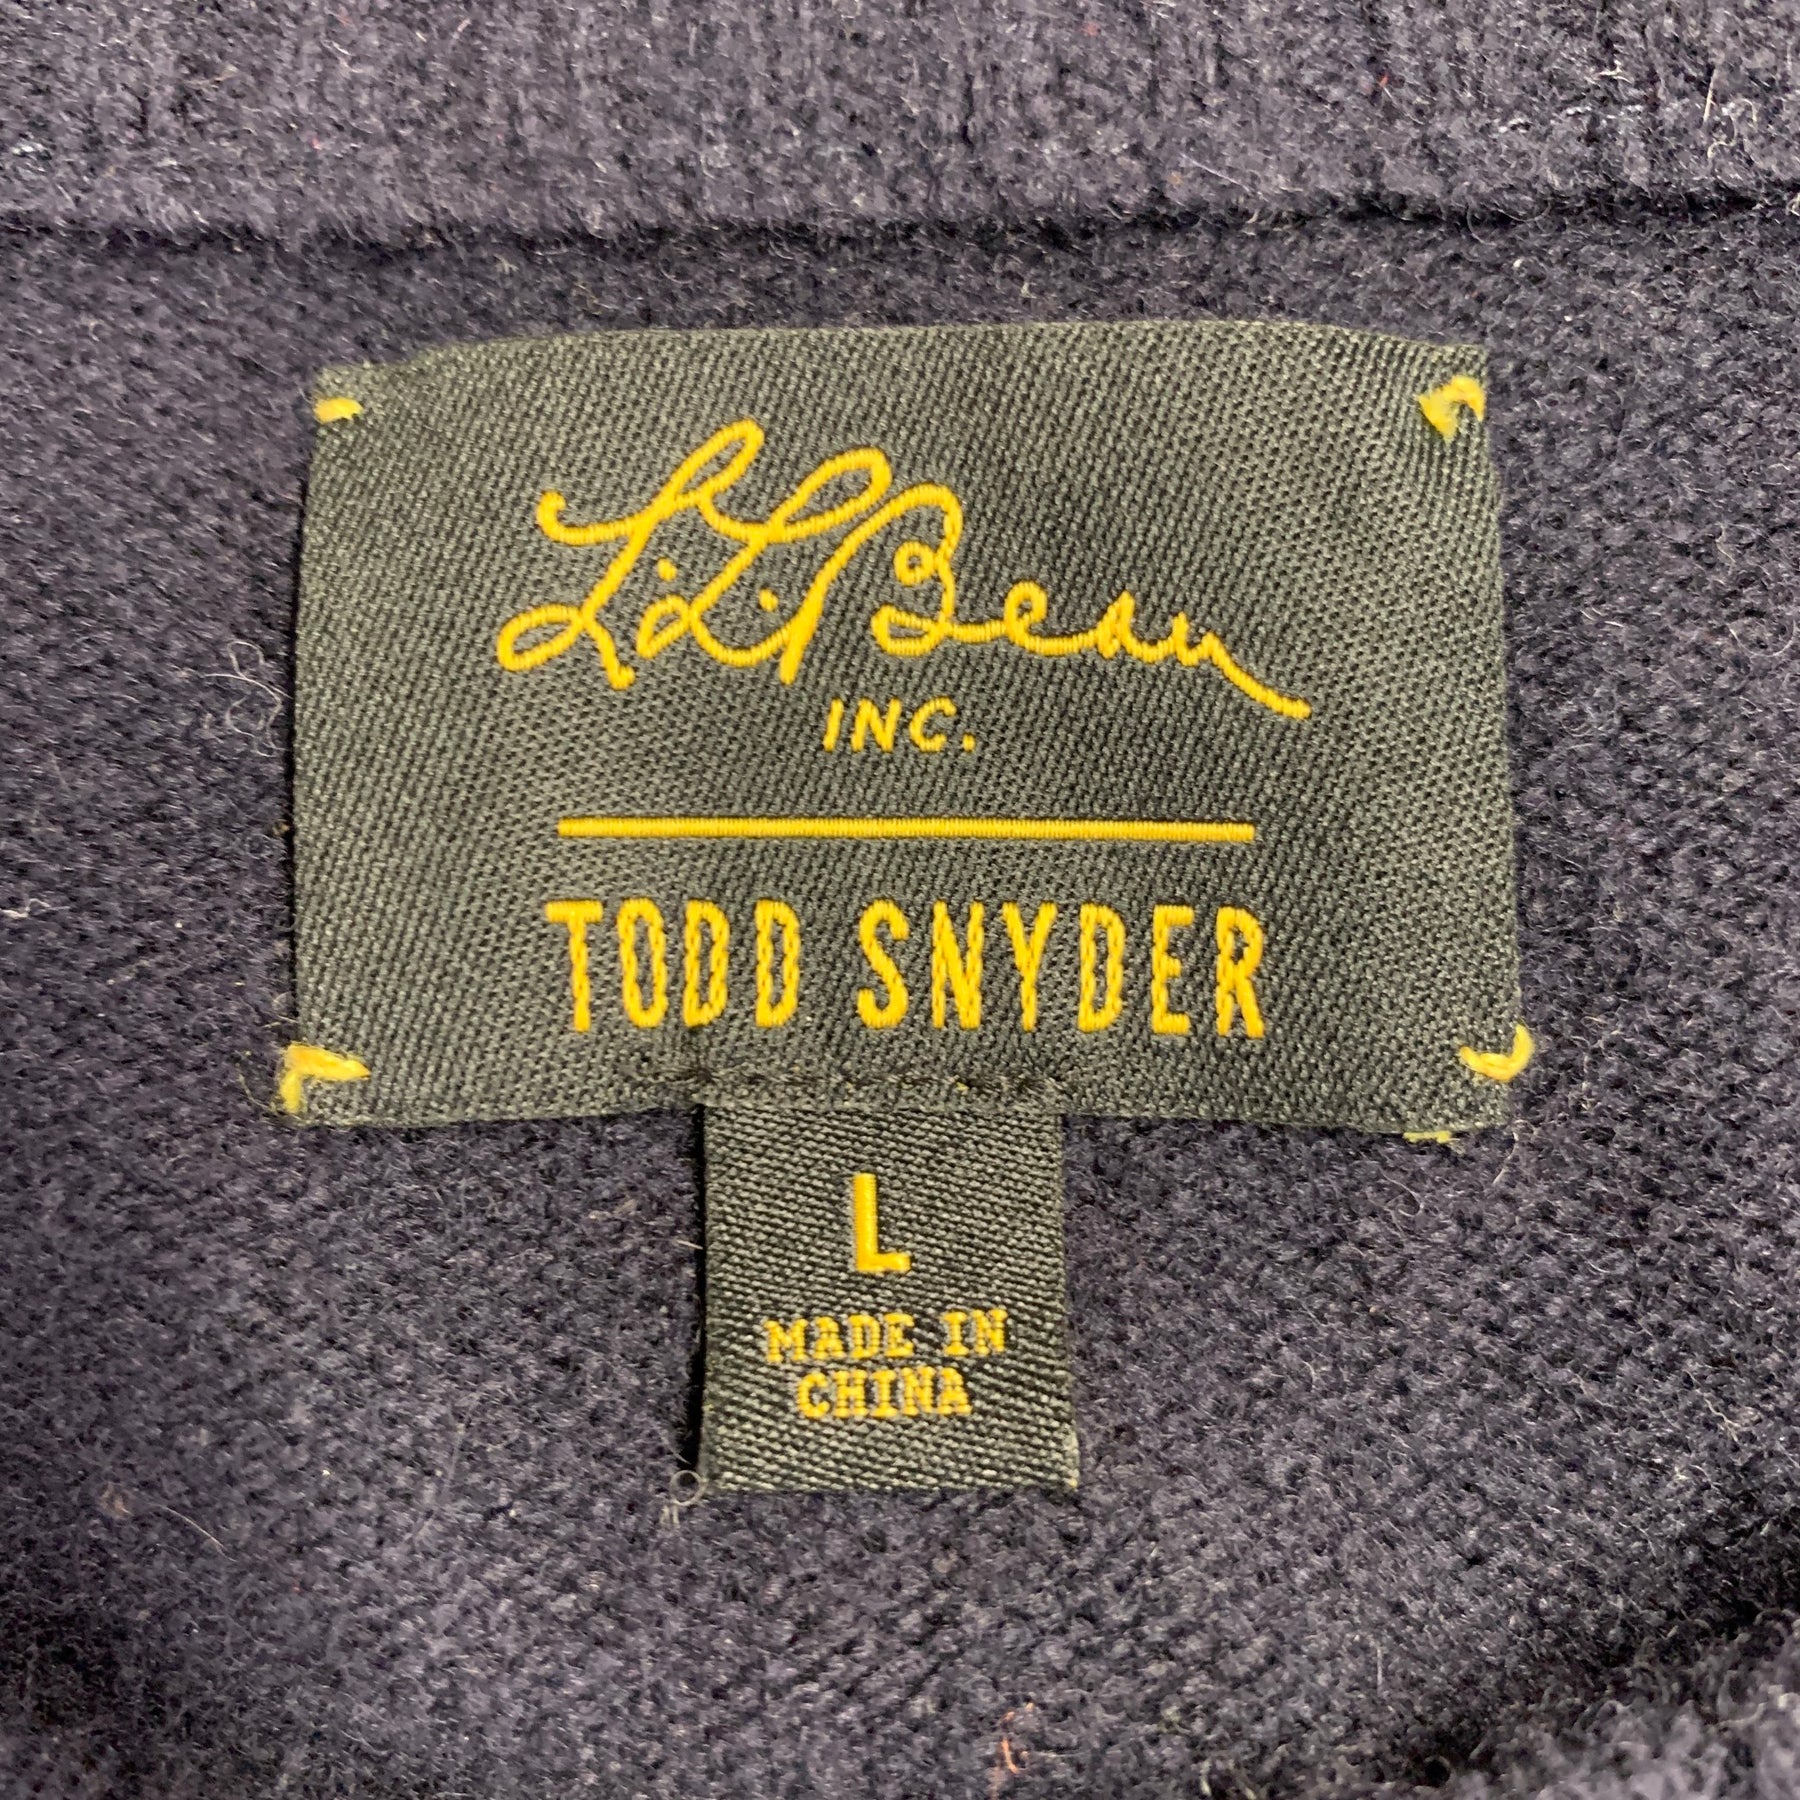 L.L.Bean
INC.
TODD SNYDER
L
MADE IN
CHINA